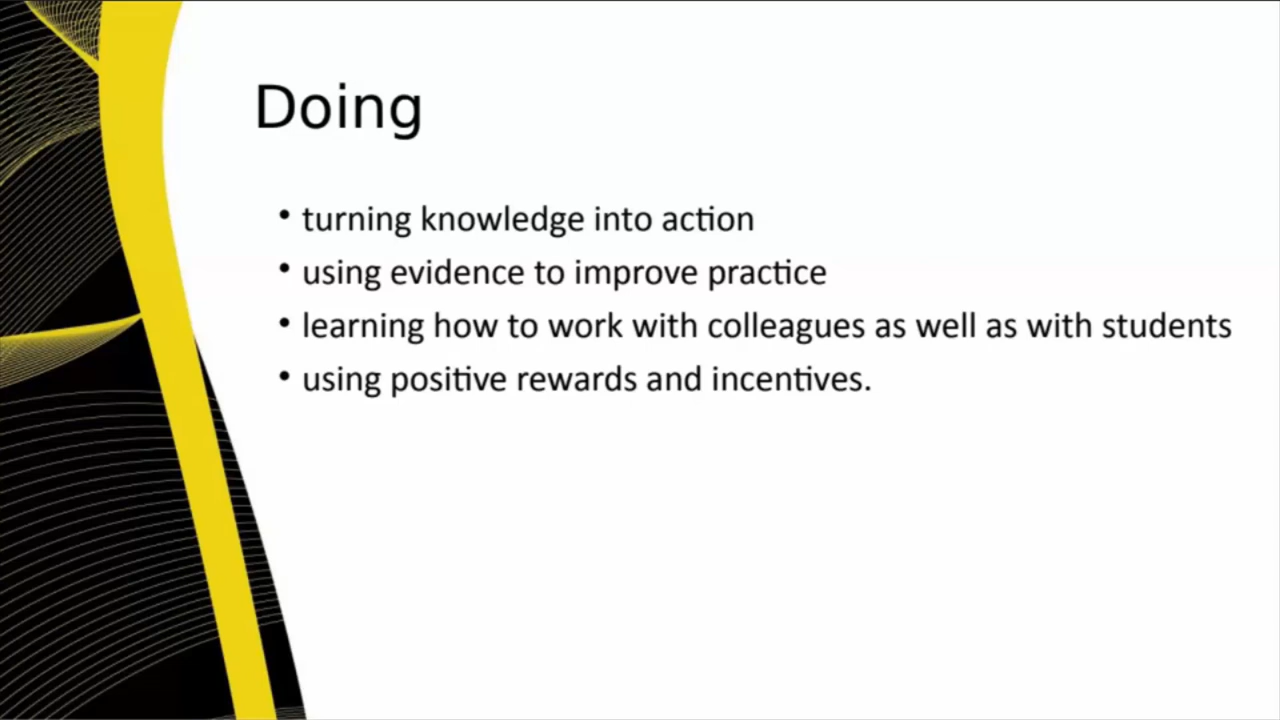 Doing
• turning knowledge into action
• using evidence to improve practice
• learning how to work with colleagues as well as with students
• using positive rewards and incentives.